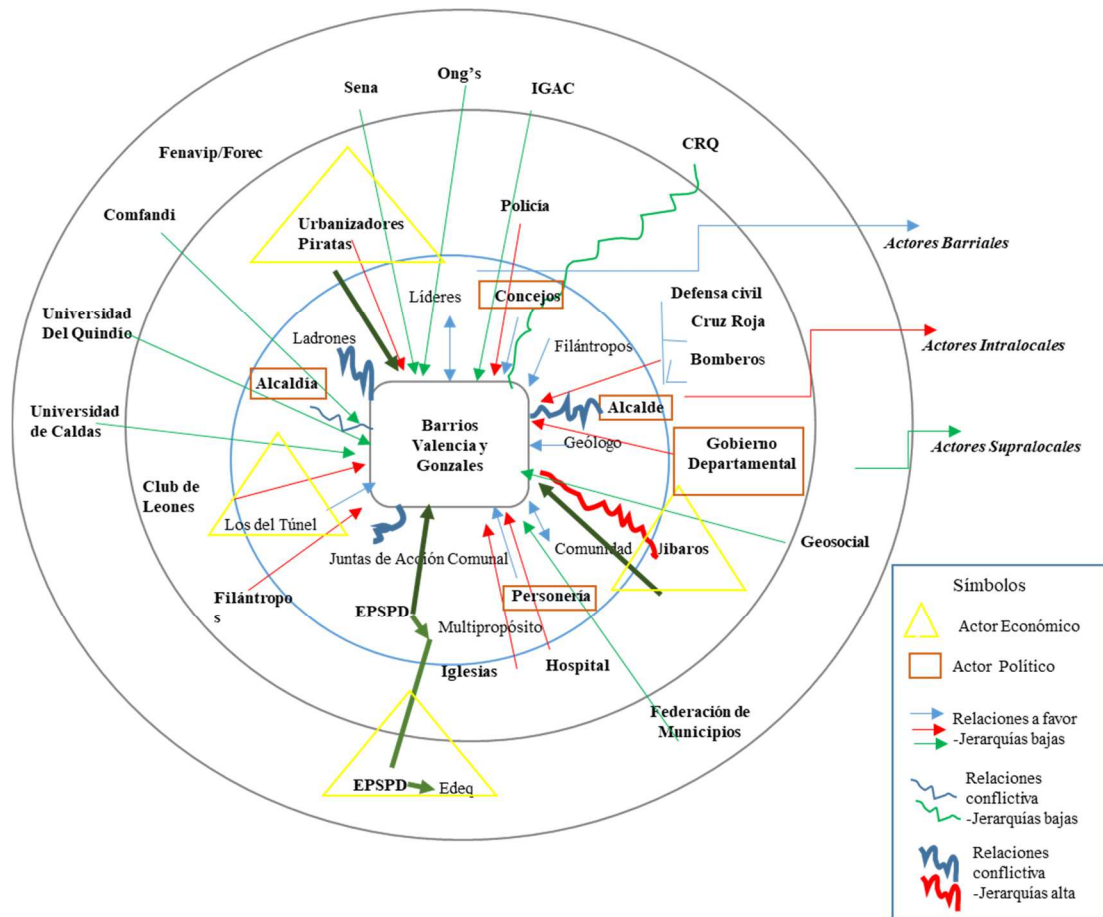 Ong's
Sena
IGAC
CRQ
Fenavip/Forec
Comfandi
Policía
Urbanizadores
Piratas
Actores Barriales
Líderes
Concejos
Defensa civil
Cruz Roja
Bomberos
Universidad
Del Quindío
Ladrones
Filántropos
Actores Intralocales
Alcaldía
Alcalde
Universidad
de Caldas
Barrios
Valencia y
Gonzales
Geólogo
Gobierno
Departamental
Actores Supralocales
Club de
Leones
Los del Túnel
Juntas de Acción Comunal
Comunidad
Jibaros
Geosocial
Filántropo
s
EPSPD
Personería
Multipropósito
Iglesias
Hospital
Federación de
Municipios
EPSPD
Edeq
Símbolos
Actor Económico
Actor Político
Relaciones a favor
-Jerarquías bajas
Relaciones
conflictiva
-Jerarquías bajas
Relaciones
conflictiva
-Jerarquías alta